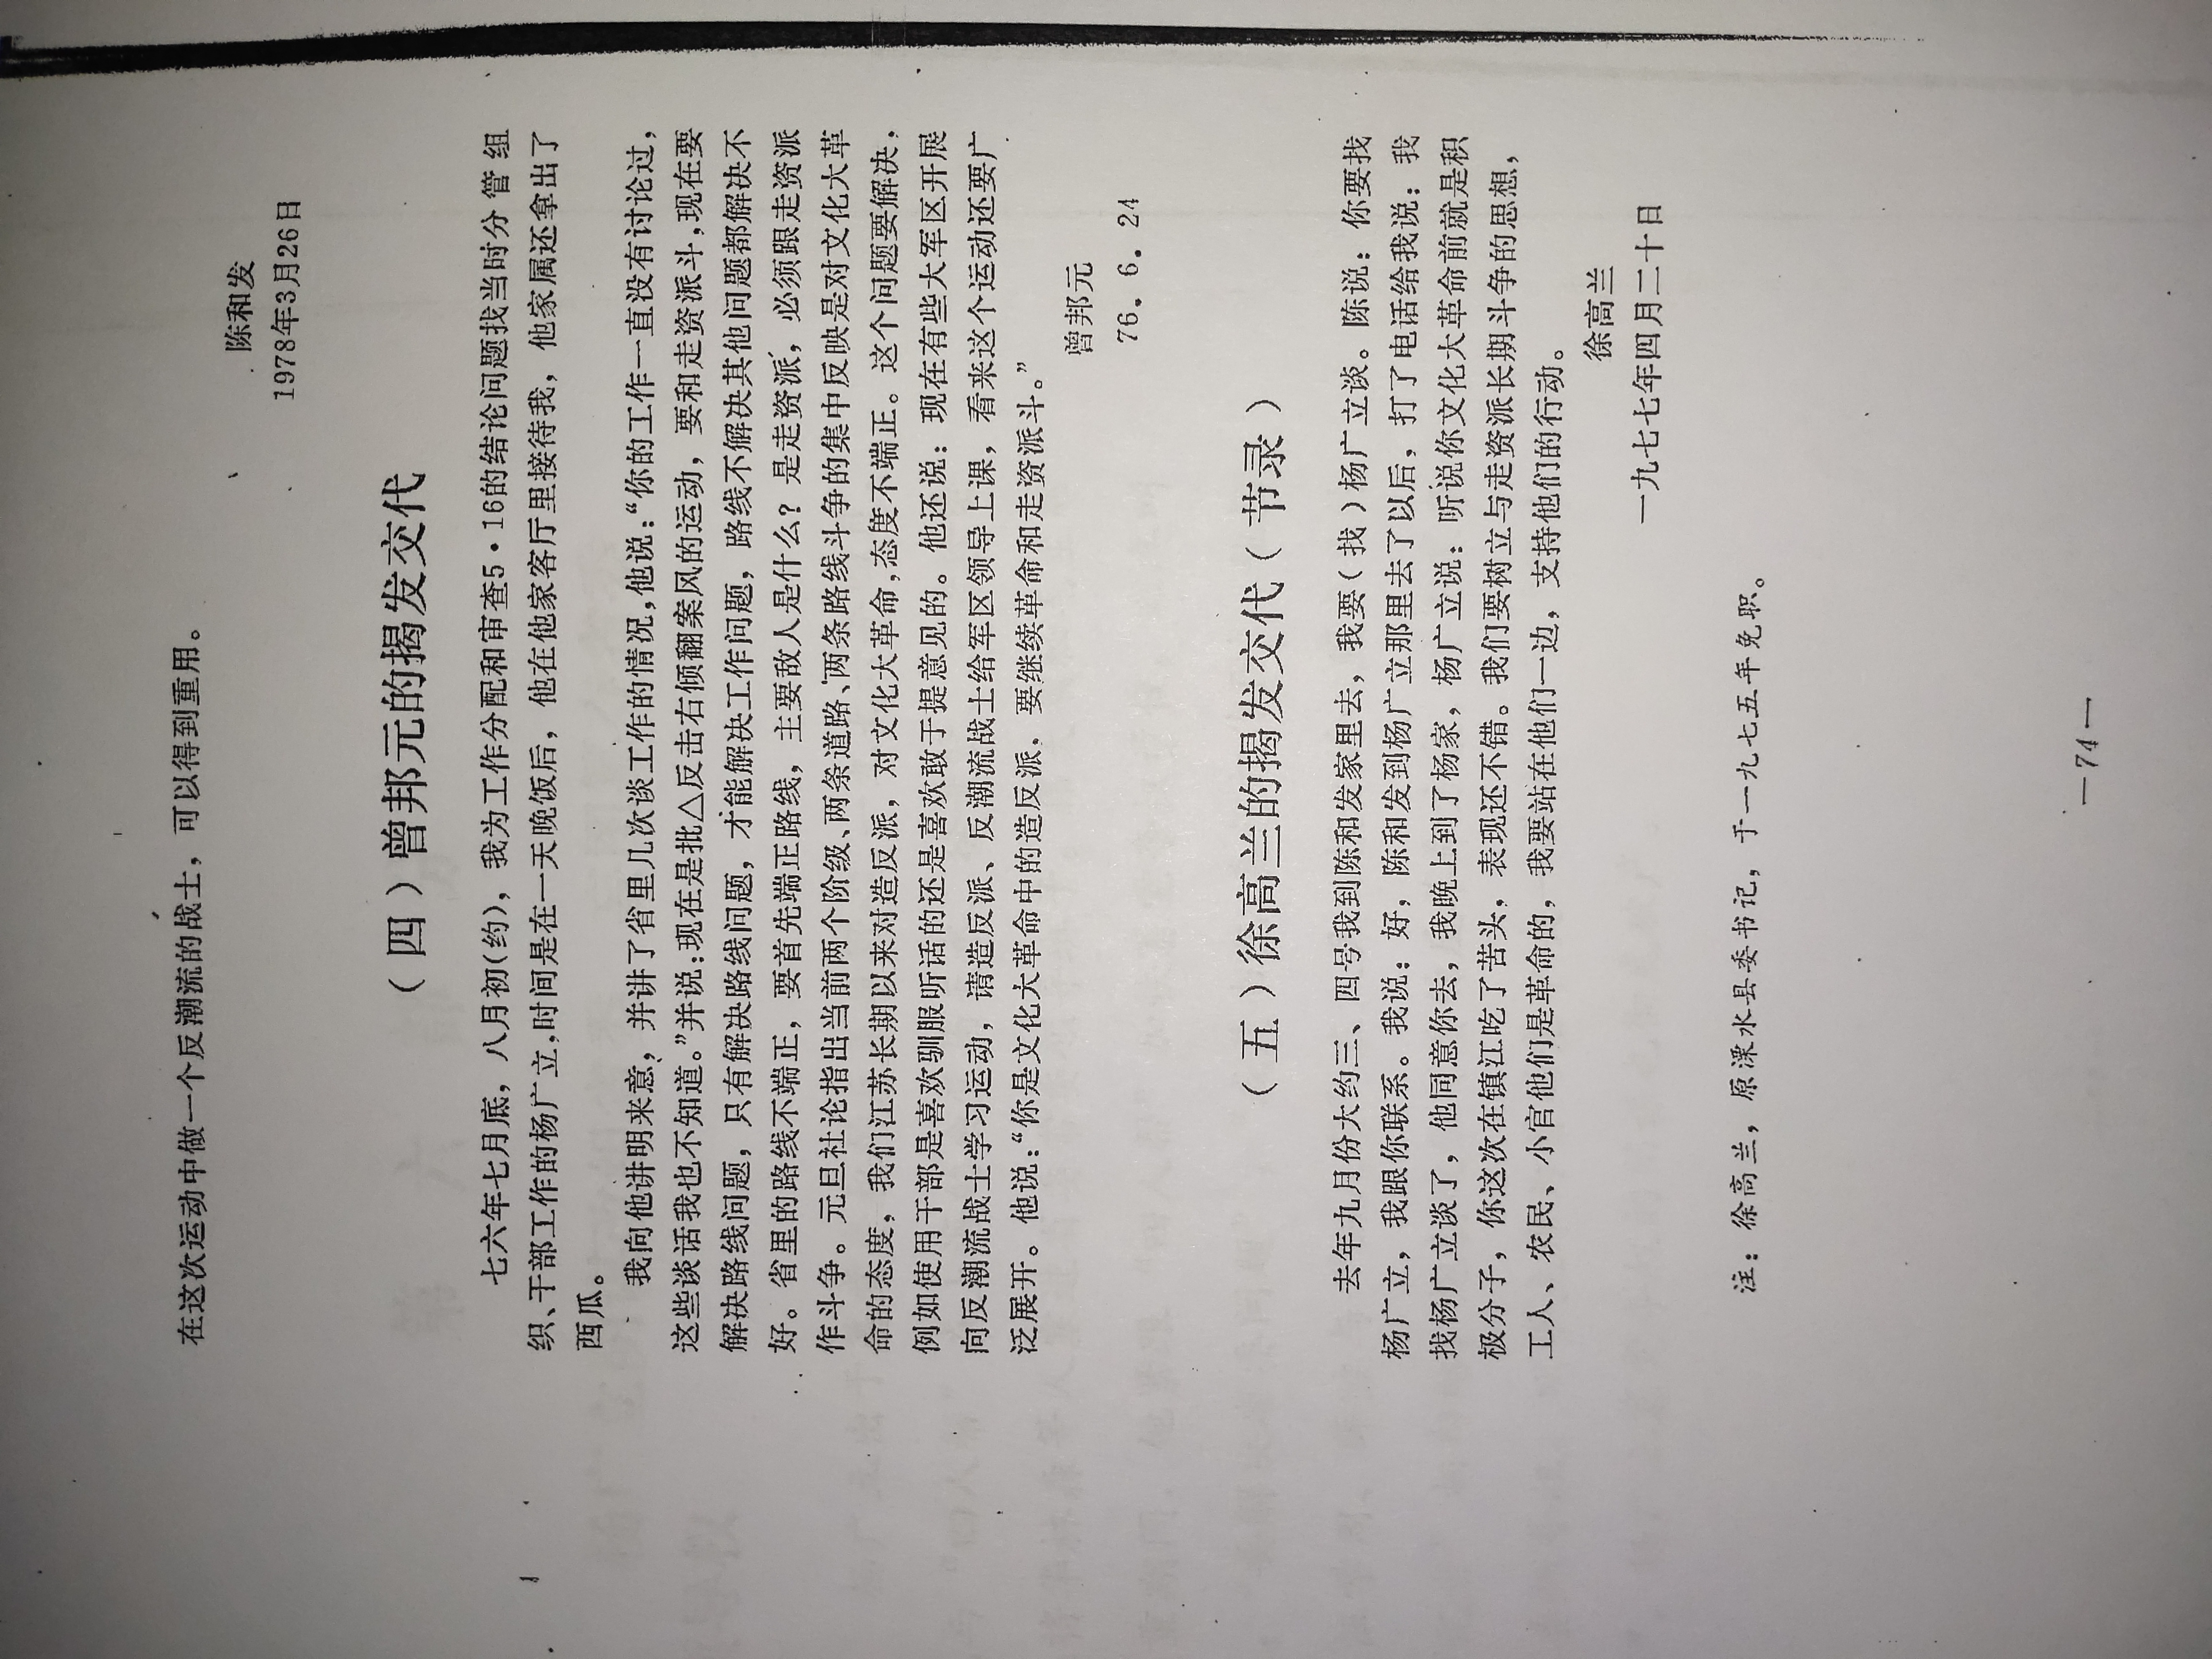 在这次运动中做一个反潮流的战士，可以得到重用。
陈和发
1978年3月26日
（四）曾邦元的揭发交代
七六年七月底，八月初(约)，我为工作分配和审查5·16的结论问题找当时分管组
织、干部工作的杨广立,时间是在一天晚饭后，他在他家客厅里接待我，他家属还拿出了
西瓜。
我向他讲明来意，并讲了省里几次谈工作的情况,他说:“你的工作一直没有讨论过,
这些谈话我也不知道。”并说:现在是批△反击右倾翻案风的运动，要和走资派斗,现在要
解决路线问题，只有解决路线问题，才能解决工作问题，路线不解决其他问题都解决不
好。省里的路线不端正，要首先端正路线，主要敌人是什么？是走资派，必须跟走资派
作斗争。元旦社论指出当前两个阶级、两条道路、两条路线斗争的集中反映是对文化大革
命的态度，我们江苏长期以来对造反派，对文化大革命,态度不端正。这个问题要解决,
例如使用干部是喜欢驯服听话的还是喜欢敢于提意见的。他还说：现在有些大军区开展
向反潮流战士学习运动，请造反派、反潮流战士给军区领导上课，看来这个运动还要广
泛展开。他说:“你是文化大革命中的造反派，要继续革命和走资派斗。”
曾邦元
76．6．24
（五）徐高兰的揭发交代（节录）
去年九月份大约三、四号我到陈和发家里去，我要（找）杨广立谈。陈说：你要找
杨广立，我跟你联系。我说：好，陈和发到杨广立那里去了以后，打了电话给我说：我
找杨广立谈了，他同意你去，我晚上到了杨家，杨广立说：听说你文化大革命前就是积
极分子，你这次在镇江吃了苦头，表现还不错。我们要树立与走资派长期斗争的思想，
工人、农民、小官他们是革命的，我要站在他们一边，支持他们的行动。
徐高兰
一九七七年四月二十日
注：徐高兰，原溧水县委书记，于一九七五年免职。
—74—